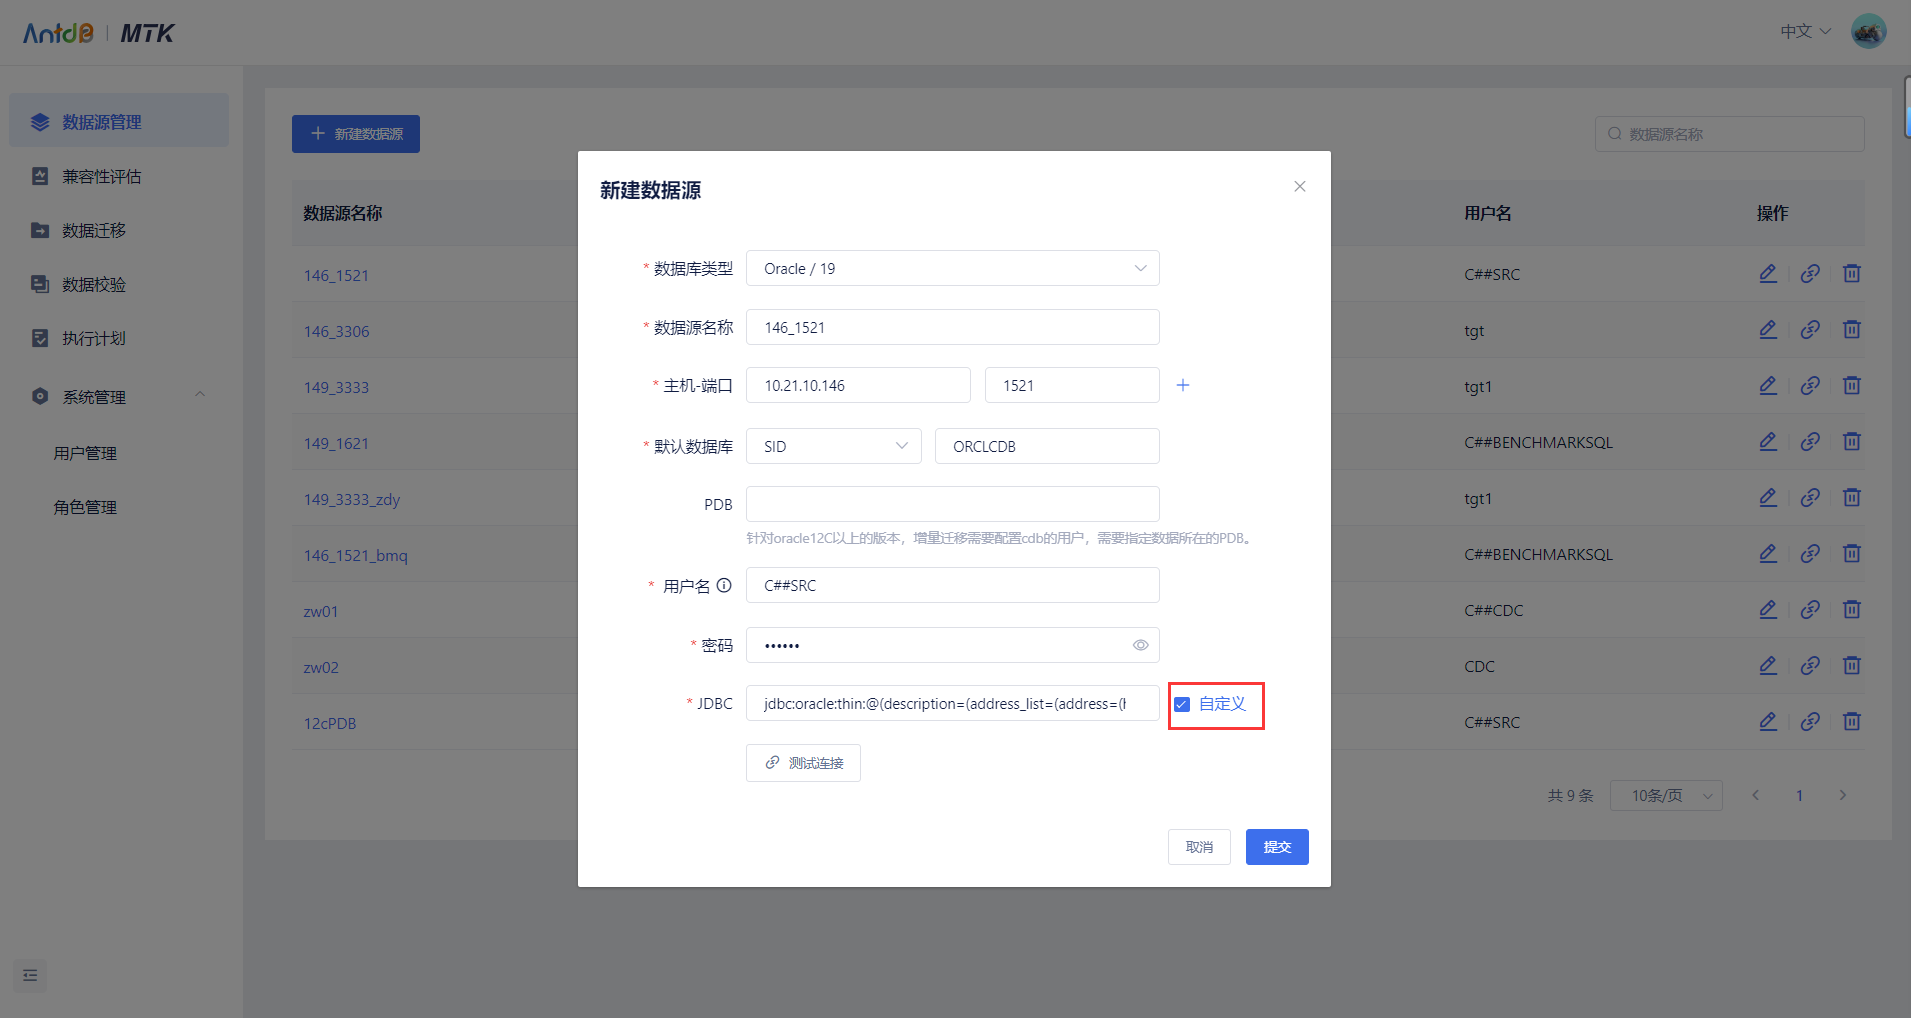 AntdB | MTK
中文
数据源管理
兼容性评估
数据迁移
数据校验
执行计划
系统管理
用户管理
角色管理
新建数据源
数据源名称
数据源名称
用户名
操作
146_1521
C##SRC
146_3306
tgt
149_3333
tgt1
149_1621
C##BENCHMARKSQL
149_3333_zdy
tgt1
146_1521_bmq
C##BENCHMARKSQL
zw01
C##CDC
zw02
CDC
12cPDB
C##SRC
共 9 条
10条/页
1
新建数据源
* 数据库类型
Oracle / 19
* 数据源名称
146_1521
* 主机-端口
10.21.10.146
1521
* 默认数据库
SID
ORCLCDB
PDB
针对oracle12C以上的版本，增量迁移需要配置cdb的用户，需要指定数据所在的PDB。
* 用户名
C##SRC
* 密码
••••••
* JDBC
jdbc:oracle:thin:@(description=(address_list=(address=(
自定义
测试连接
取消
提交